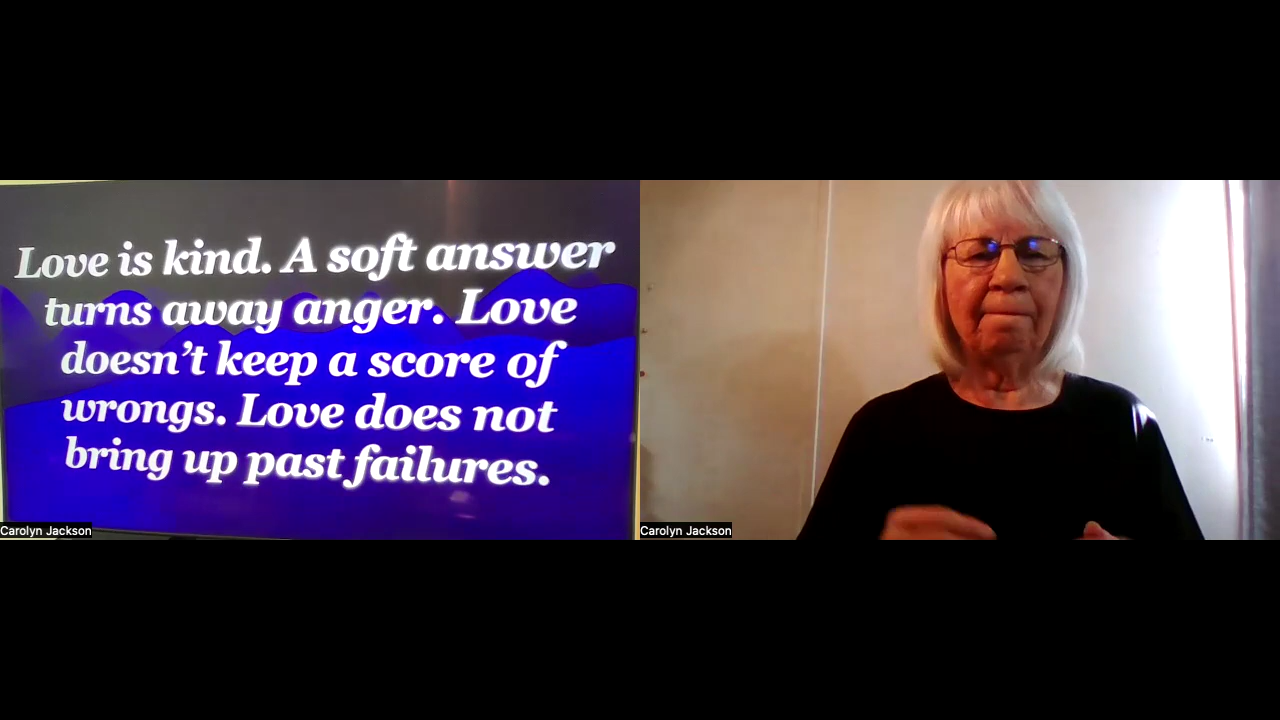 Love is kind. A soft answer
turns away anger. Love
doesn't keep a score of
wrongs. Love does not
bring up past failures.
Carolyn Jackson
Carolyn Jackson